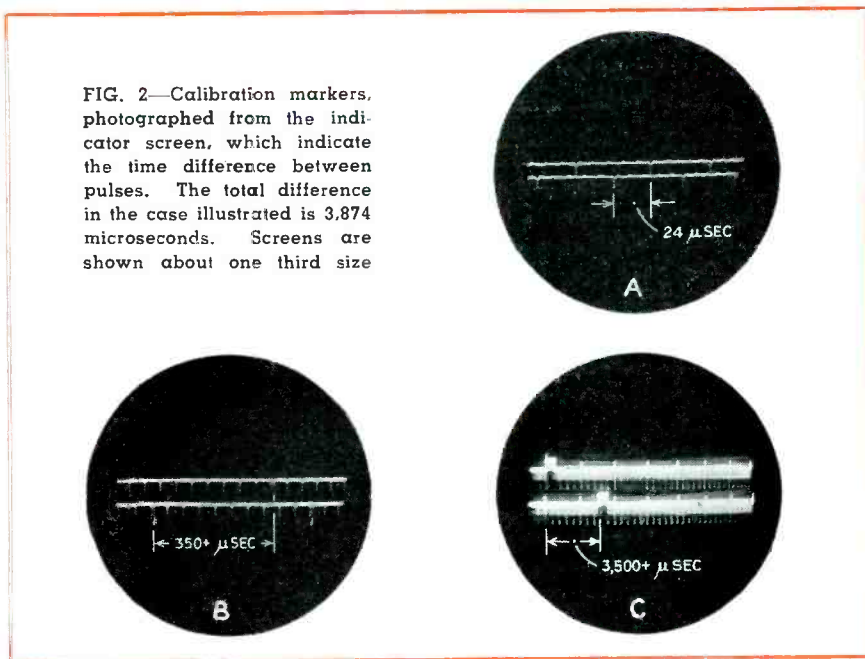 FIG. 2—Calibration markers,
photographed from the indi-
cator screen, which indicate
the time difference between
pulses. The total difference
in the case illustrated is 3,874
microseconds. Screens are
shown about one third size
24 µSEC
A
350+ µSEC
B
3,500+ µSEC
C